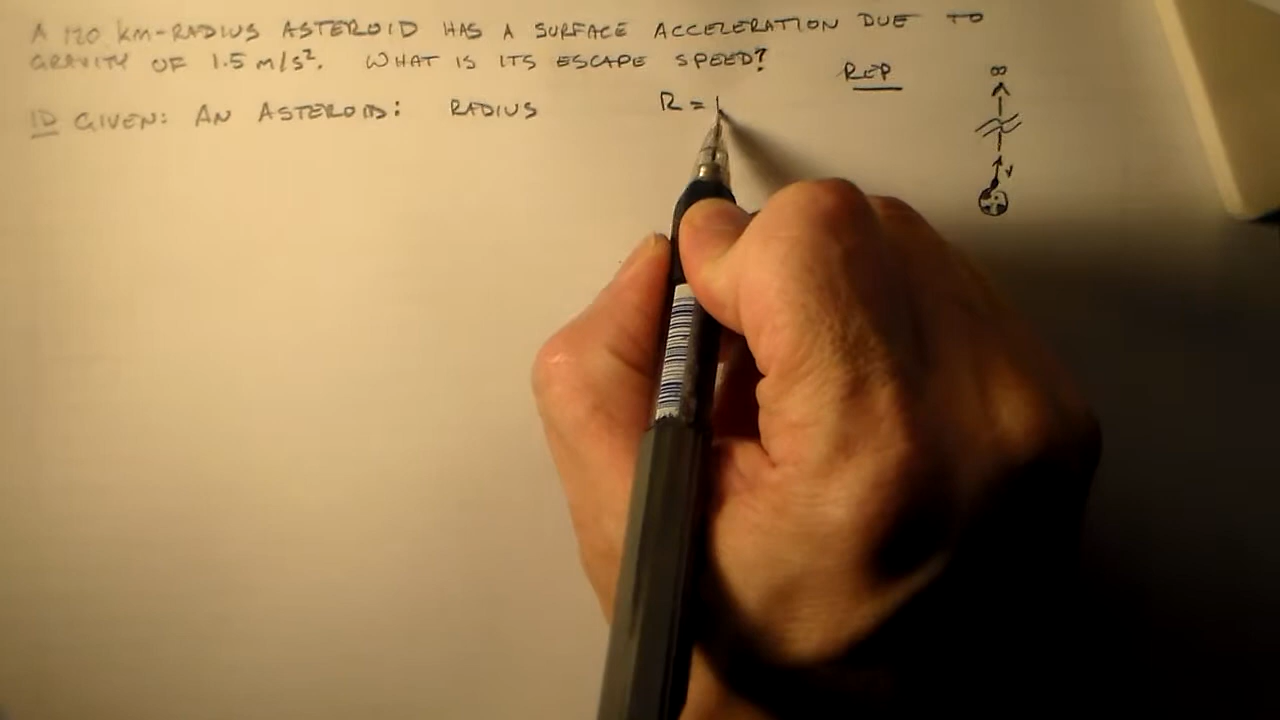 A 120 km-RADIUS ASTEROID HAS A SURFACE ACCELERATION DUE TO
GRAVITY OF 1.5 m/s². WHAT IS ITS ESCAPE SPEED?
REP
∞
ID GIVEN: AN ASTEROID: RADIUS R = 1
v